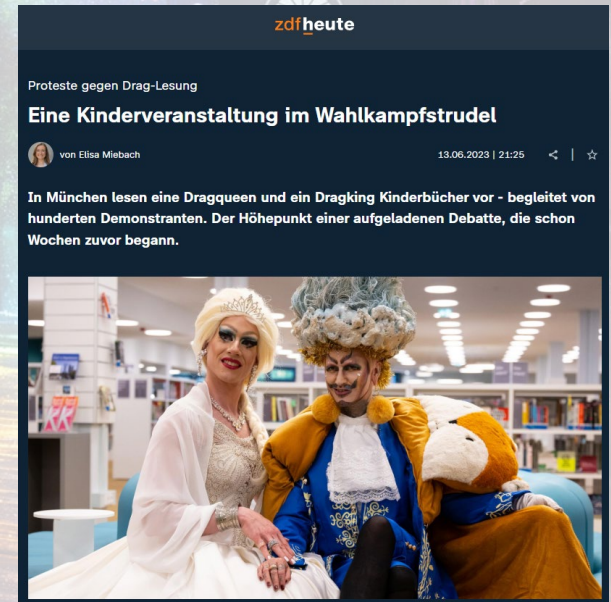 zdfheute
Proteste gegen Drag-Lesung
Eine Kinderveranstaltung im Wahlkampfstrudel
von Elisa Miebach
13.06.2023 | 21:25
In München lesen eine Dragqueen und ein Dragking Kinderbücher vor - begleitet von
hunderten Demonstranten. Der Höhepunkt einer aufgeladenen Debatte, die schon
Wochen zuvor begann.